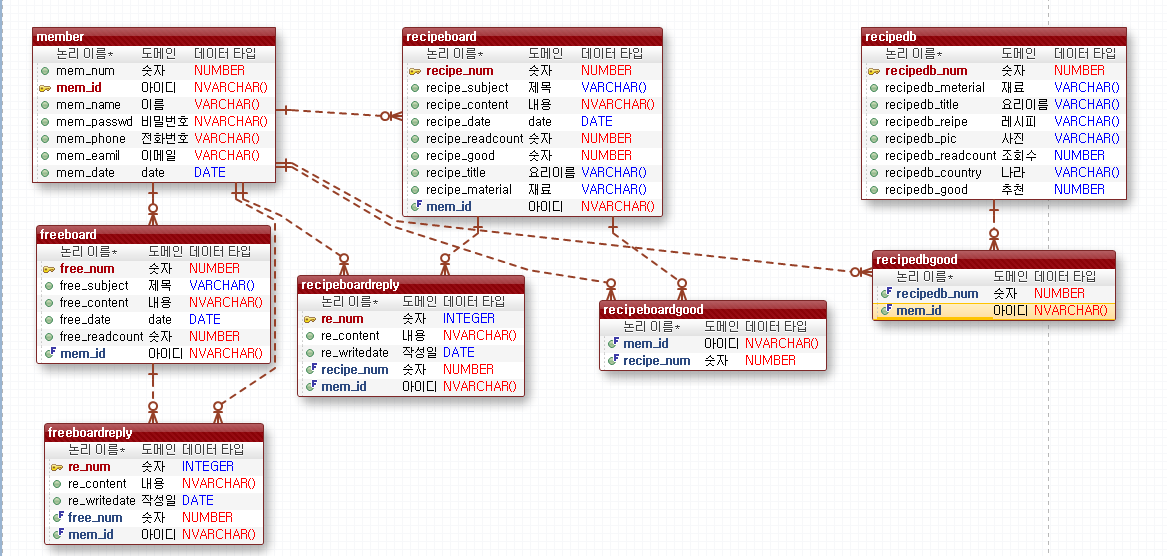 member
논리 이름* 도메인 데이터 타입
mem_num 숫자 NUMBER
mem_id 아이디 NVARCHAR()
mem_name 이름 VARCHAR()
mem_passwd 비밀번호 NVARCHAR()
mem_phone 전화번호 VARCHAR()
mem_eamil 이메일 VARCHAR()
mem_date date DATE
recipeboard
논리 이름* 도메인 데이터 타입
recipe_num 숫자 NUMBER
recipe_subject 제목 VARCHAR()
recipe_content 내용 NVARCHAR()
recipe_date date DATE
recipe_readcount 숫자 NUMBER
recipe_good 숫자 NUMBER
recipe_title 요리이름 VARCHAR()
recipe_material 재료 VARCHAR()
mem_id 아이디 NVARCHAR()
recipedb
논리 이름* 도메인 데이터 타입
recipedb_num 숫자 NUMBER
recipedb_meterial 재료 VARCHAR()
recipedb_title 요리이름 VARCHAR()
recipedb_reipe 레시피 VARCHAR()
recipedb_pic 사진 VARCHAR()
recipedb_readcount 조회수 NUMBER
recipedb_country 나라 VARCHAR()
recipedb_good 추천 NUMBER
freeboard
논리 이름* 도메인 데이터 타입
free_num 숫자 NUMBER
free_subject 제목 VARCHAR()
free_content 내용 NVARCHAR()
free_date date DATE
free_readcount 숫자 NUMBER
mem_id 아이디 NVARCHAR()
recipeboardreply
논리 이름* 도메인 데이터 타입
re_num 숫자 INTEGER
re_content 내용 NVARCHAR()
re_writedate 작성일 DATE
recipe_num 숫자 NUMBER
mem_id 아이디 NVARCHAR()
recipeboardgood
논리 이름* 도메인 데이터 타입
mem_id 아이디 NVARCHAR()
recipe_num 숫자 NUMBER
recipedbgood
논리 이름* 도메인 데이터 타입
recipedb_num 숫자 NUMBER
mem_id 아이디 NVARCHAR()
freeboardreply
논리 이름* 도메인 데이터 타입
re_num 숫자 INTEGER
re_content 내용 NVARCHAR()
re_writedate 작성일 DATE
free_num 숫자 NUMBER
mem_id 아이디 NVARCHAR()